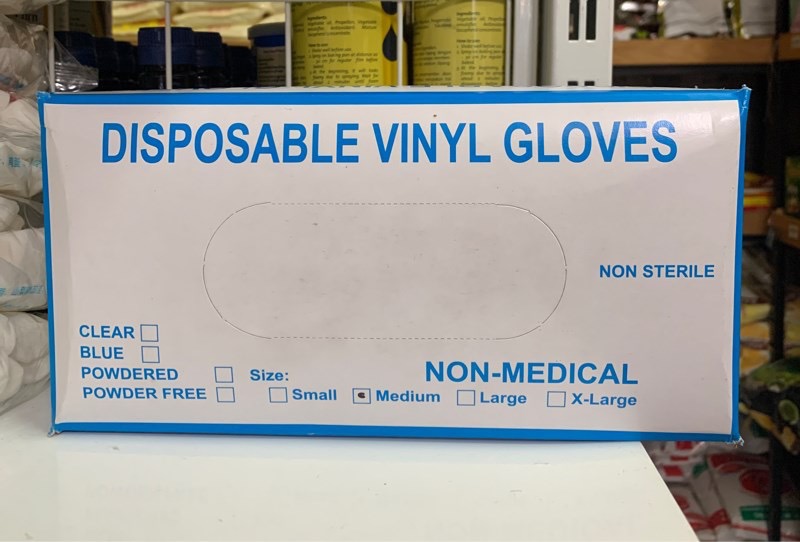 DISPOSABLE VINYL GLOVES
NON STERILE
CLEAR
BLUE
POWDERED
POWDER FREE
Size:
Small
Medium
Large
X-Large
NON-MEDICAL